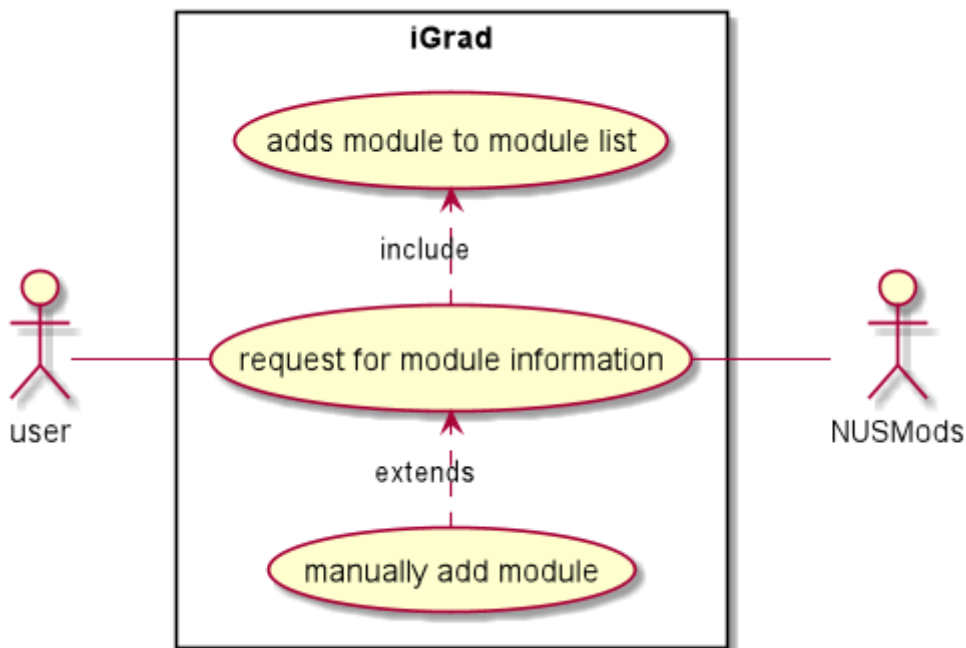 iGrad
adds module to module list
include
request for module information
user
NUSMods
extends
manually add module